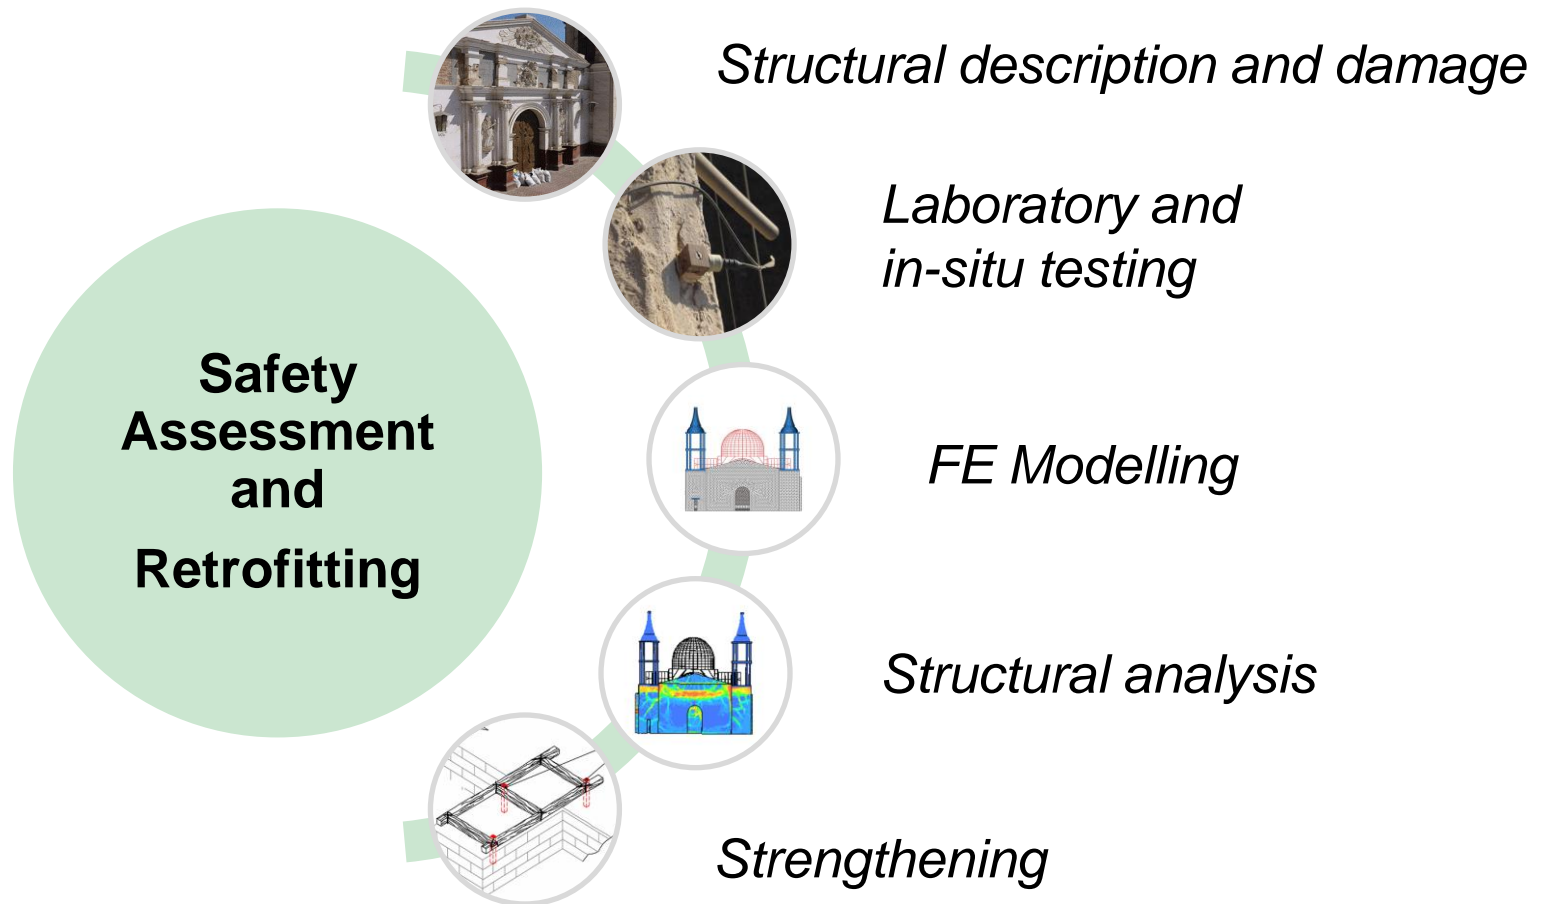 Structural description and damage
Laboratory and
in-situ testing
Safety
Assessment
and
Retrofitting
FE Modelling
Structural analysis
Strengthening